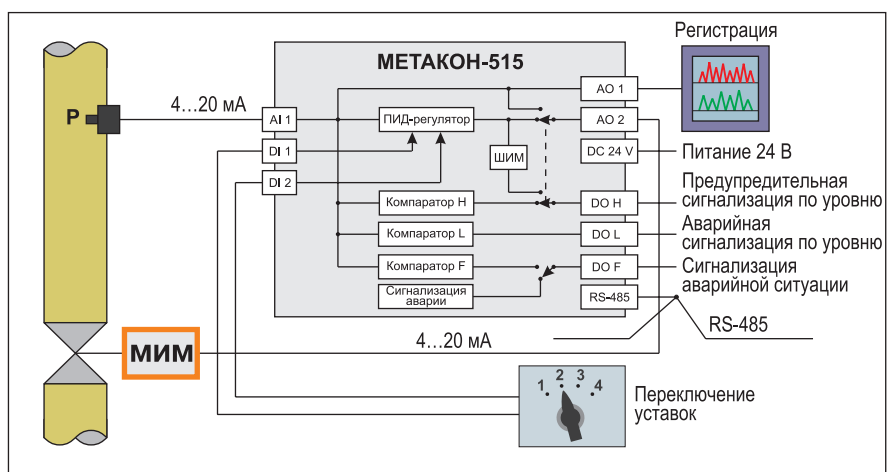 Регистрация
МЕТАКОН-515
P
4...20 мА
AI 1
ПИД-регулятор
AO 1
AO 2
DI 1
ШИМ
DC 24 V
Питание 24 В
DI 2
Компаратор H
DO H
Предупредительная
сигнализация по уровню
Компаратор L
DO L
Аварийная
сигнализация по уровню
Компаратор F
DO F
Сигнализация
аварийной ситуации
Сигнализация
аварии
RS-485
RS-485
МИМ
4...20 мА
1 2 3 4
Переключение
уставок